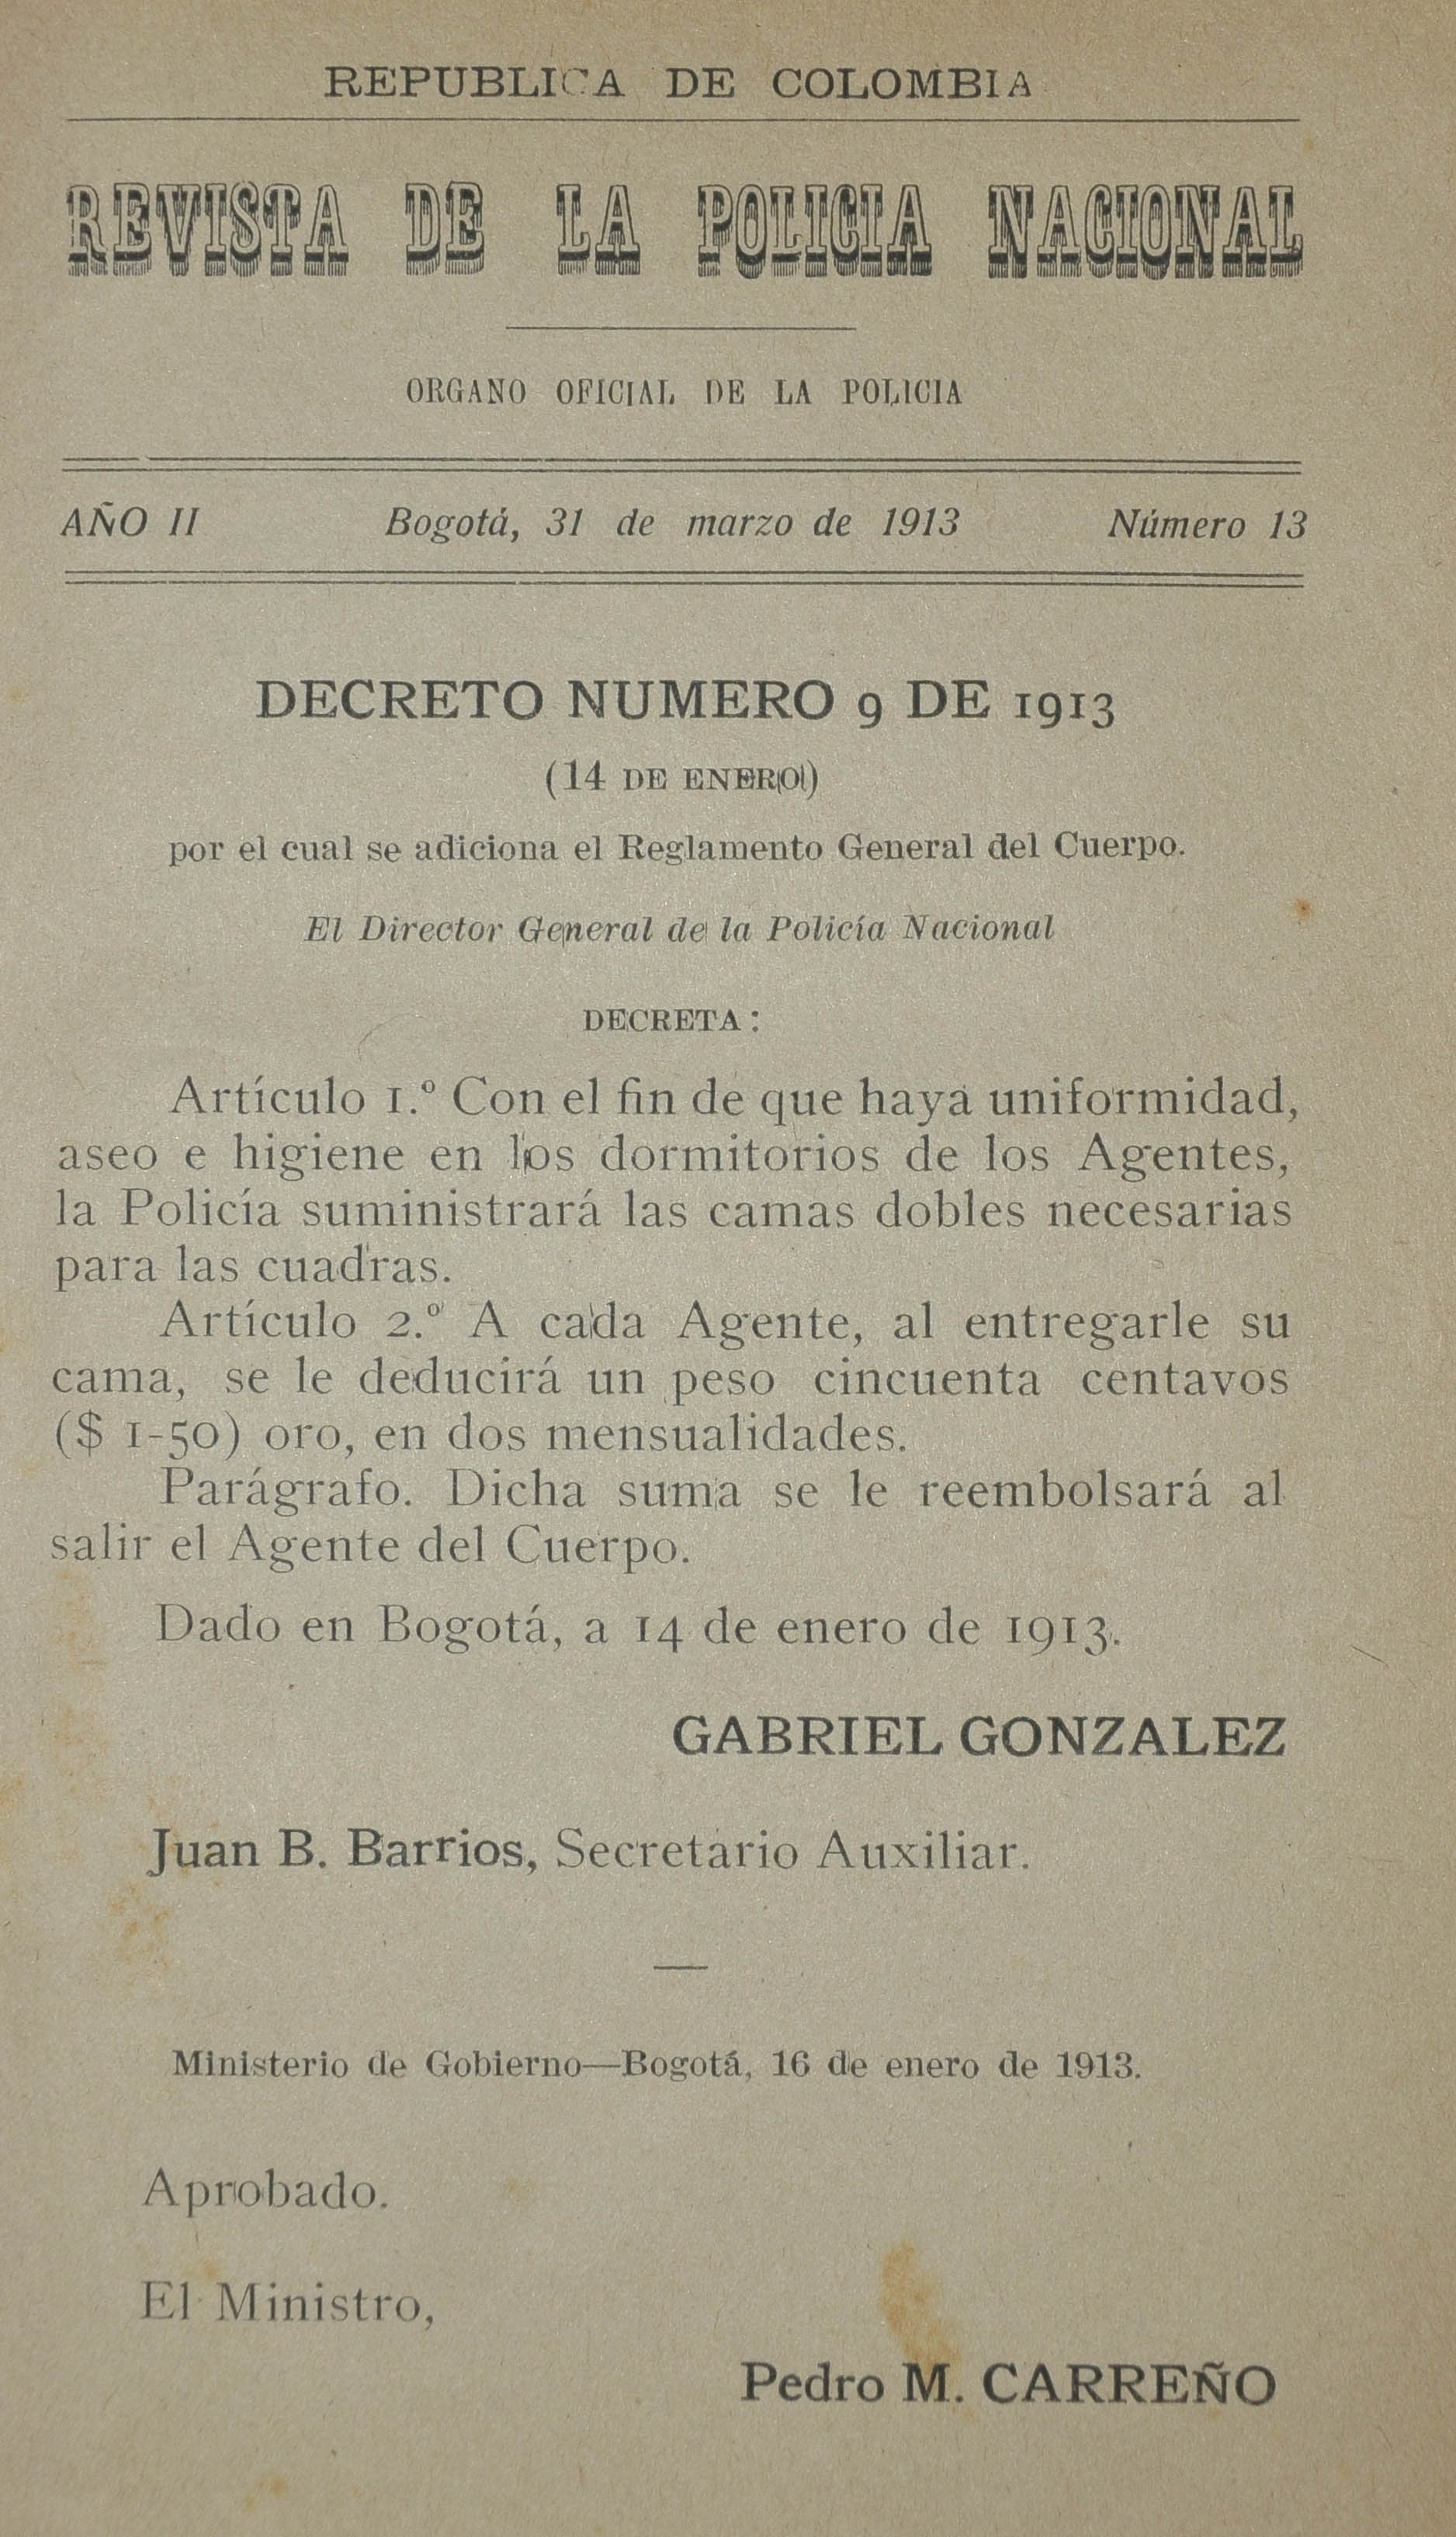 REPUBLICA DE COLOMBIA
REVISTA DE LA POLICIA NACIONAL
ORGANO OFICIAL DE LA POLICIA
AÑO II Bogotá, 31 de marzo de 1913 Número 13
DECRETO NUMERO 9 DE 1913
(14 DE ENERO)
por el cual se adiciona el Reglamento General del Cuerpo.
El Director General de la Policía Nacional
DECRETA:
Artículo 1.º Con el fin de que haya uniformidad,
aseo e higiene en los dormitorios de los Agentes,
la Policía suministrará las camas dobles necesarias
para las cuadras.
Artículo 2.º A cada Agente, al entregarle su
cama, se le deducirá un peso cincuenta centavos
($ 1-50) oro, en dos mensualidades.
Parágrafo. Dicha suma se le reembolsará al
salir el Agente del Cuerpo.
Dado en Bogotá, a 14 de enero de 1913.
GABRIEL GONZALEZ
Juan B. Barrios, Secretario Auxiliar.
Ministerio de Gobierno—Bogotá, 16 de enero de 1913.
Aprobado.
El Ministro,
Pedro M. CARREÑO